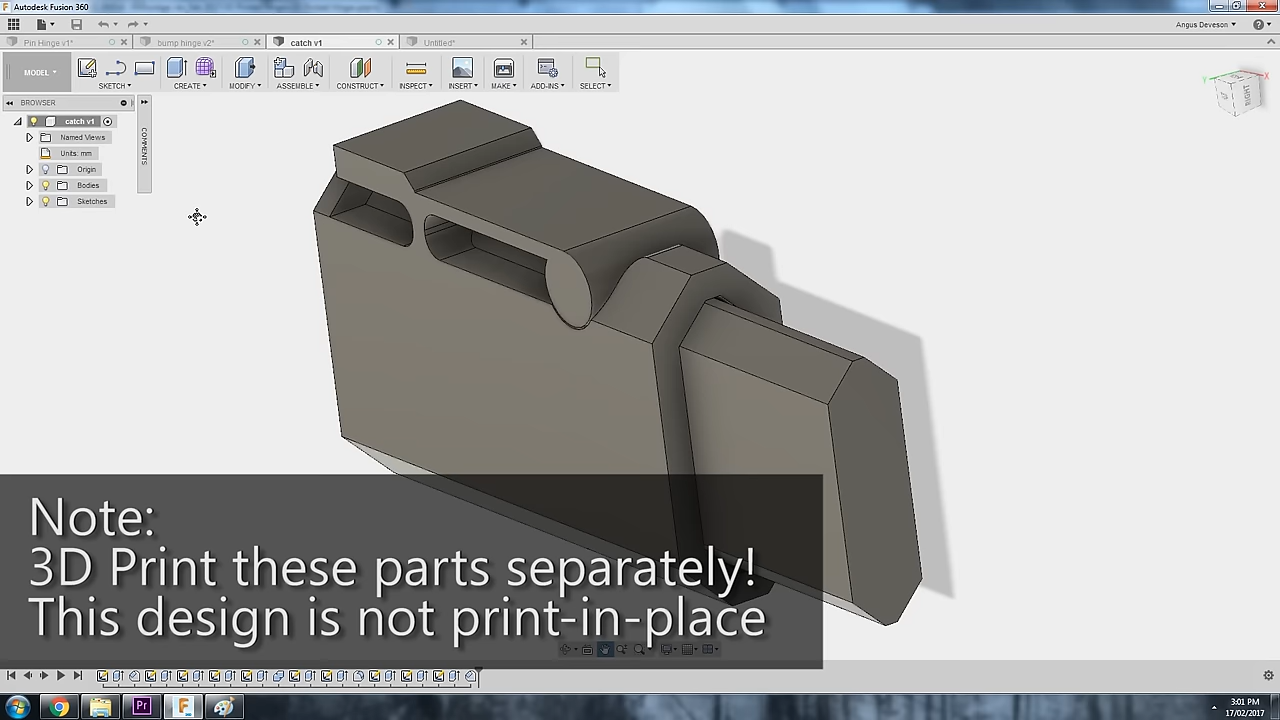 Autodesk Fusion 360
Angus Deveson
Pin Hinge v1*
bump hinge v2*
catch v1
Untitled*
MODEL
SKETCH
CREATE
MODIFY
ASSEMBLE
CONSTRUCT
INSPECT
INSERT
MAKE
ADD-INS
SELECT
BROWSER
COMMENTS
RIGHT
catch v1
Named Views
Units: mm
Origin
Bodies
Sketches
Note:
3D Print these parts separately!
This design is not print-in-place
Pr
F
3:01 PM
17/02/2017